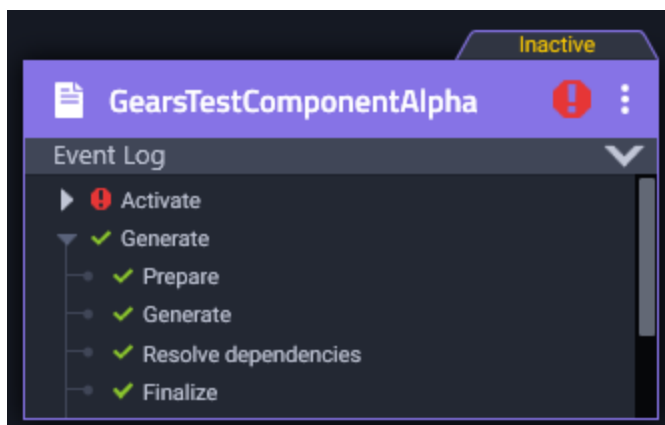 Inactive
GearsTestComponentAlpha
Event Log
Activate
Generate
Prepare
Generate
Resolve dependencies
Finalize